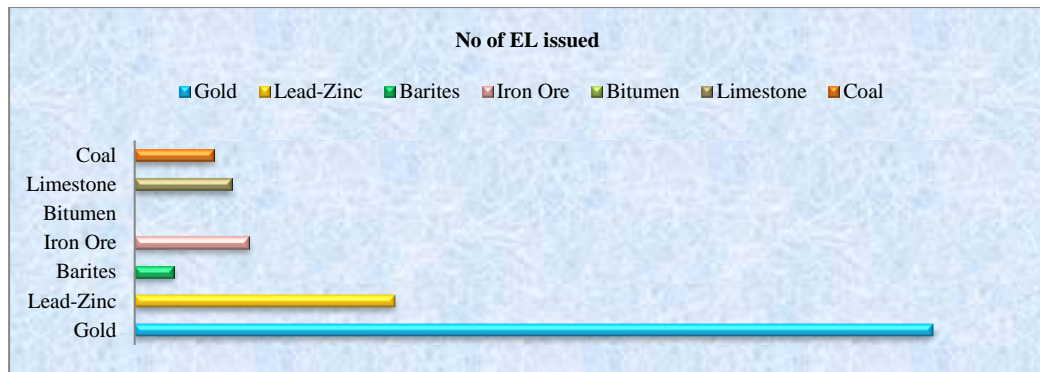 No of EL issued
Gold Lead-Zinc Barites Iron Ore Bitumen Limestone Coal
Coal
Limestone
Bitumen
Iron Ore
Barites
Lead-Zinc
Gold